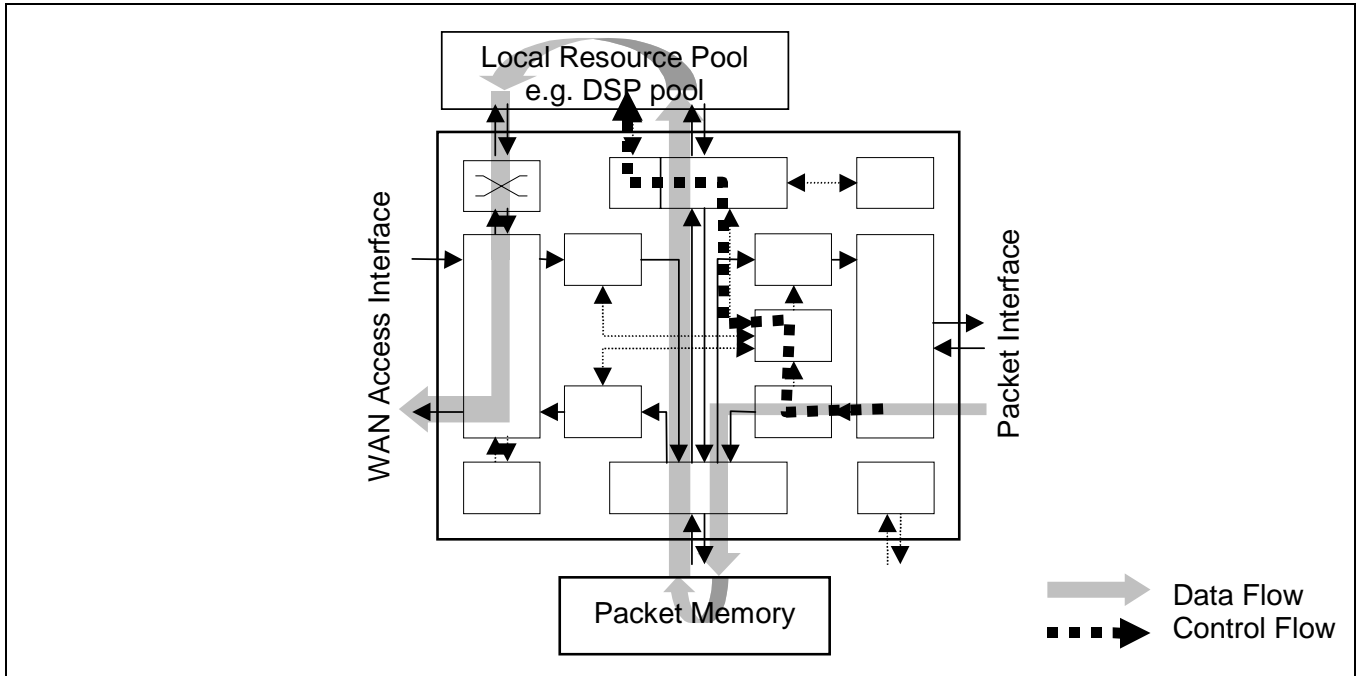 Local Resource Pool
e.g. DSP pool
WAN Access Interface
Packet Interface
Packet Memory
Data Flow
Control Flow